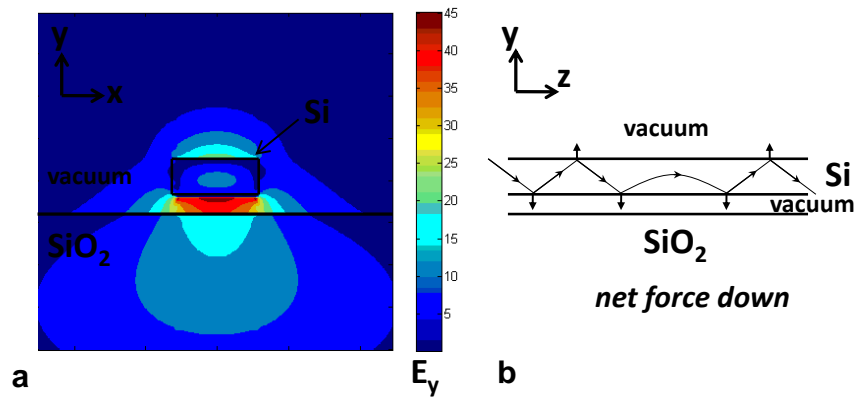 y
x
Si
vacuum
SiO₂
45
40
35
30
25
20
15
10
5
E_y
a
y
z
vacuum
Si
vacuum
SiO₂
net force down
b